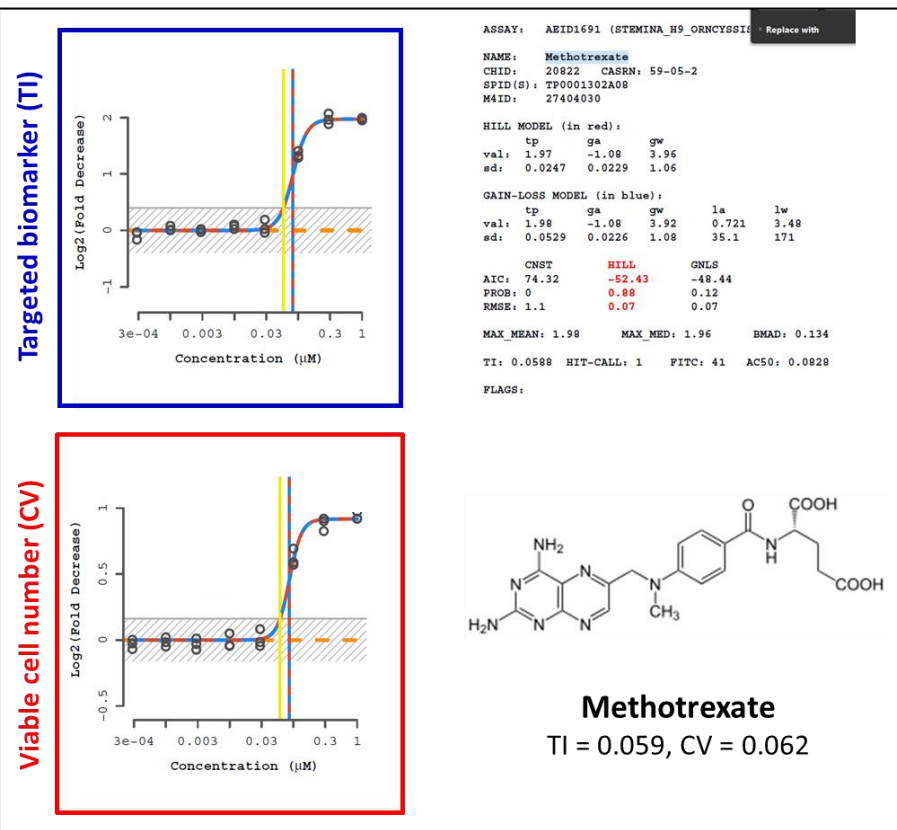 Targeted biomarker (TI)
Log2(Fold Decrease)
2
1
0
-1
3e-04 0.003 0.03 0.3 1
Concentration (μM)
ASSAY: AEID1691 (STEMINA_H9_ORNCYSSIS
Replace with
NAME: Methotrexate
CHID: 20822 CASRN: 59-05-2
SPID(S): TP0001302A08
M4ID: 27404030
HILL MODEL (in red):
tp ga gw
val: 1.97 -1.08 3.96
sd: 0.0247 0.0229 1.06
GAIN-LOSS MODEL (in blue):
tp ga gw la lw
val: 1.98 -1.08 3.92 0.721 3.48
sd: 0.0529 0.0226 1.08 35.1 171
CNST HILL GNLS
AIC: 74.32 -52.43 -48.44
PROB: 0 0.88 0.12
RMSE: 1.1 0.07 0.07
MAX_MEAN: 1.98 MAX_MED: 1.96 BMAD: 0.134
TI: 0.0588 HIT-CALL: 1 FITC: 41 AC50: 0.0828
FLAGS:
Viable cell number (CV)
Log2(Fold Decrease)
1
0.5
0
-0.5
3e-04 0.003 0.03 0.3 1
Concentration (μM)
NH2
N
N
O
COOH
N
H
COOH
N
CH3
H2N
N
N
Methotrexate
TI = 0.059, CV = 0.062